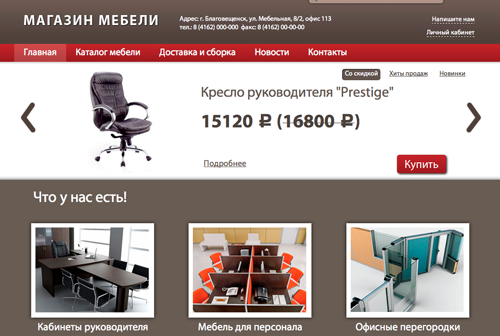 МАГАЗИН МЕБЕЛИ
Адрес: г. Благовещенск, ул. Мебельная, 8/2, офис 113
тел.: 8 (4162) 000-000 факс: 8 (4162) 00-00-00
Напишите нам
Личный кабинет
Главная Каталог мебели Доставка и сборка Новости Контакты
Со скидкой Хиты продаж Новинки
Кресло руководителя "Prestige"
15120 ₽ (16800 ₽)
Подробнее Купить
Что у нас есть!
Кабинеты руководителя Мебель для персонала Офисные перегородки